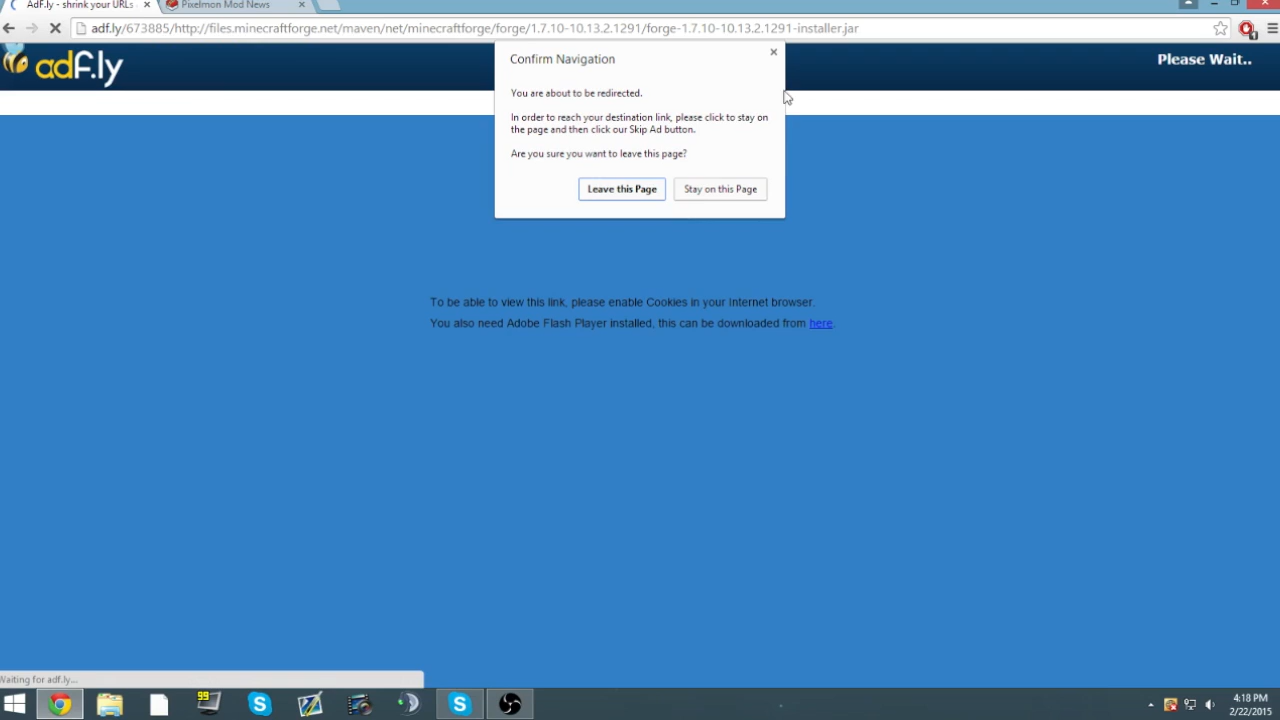 AdF.ly - shrink your URLs
Pixelmon Mod News
adf.ly/673885/http://files.minecraftforge.net/maven/net/minecraftforge/forge/1.7.10-10.13.2.1291/forge-1.7.10-10.13.2.1291-installer.jar
adf.ly
Please Wait..
Confirm Navigation
You are about to be redirected.
In order to reach your destination link, please click to stay on
the page and then click our Skip Ad button.
Are you sure you want to leave this page?
Leave this Page
Stay on this Page
To be able to view this link, please enable Cookies in your Internet browser.
You also need Adobe Flash Player installed, this can be downloaded from here.
Waiting for adf.ly...
99
4:18 PM
2/22/2015